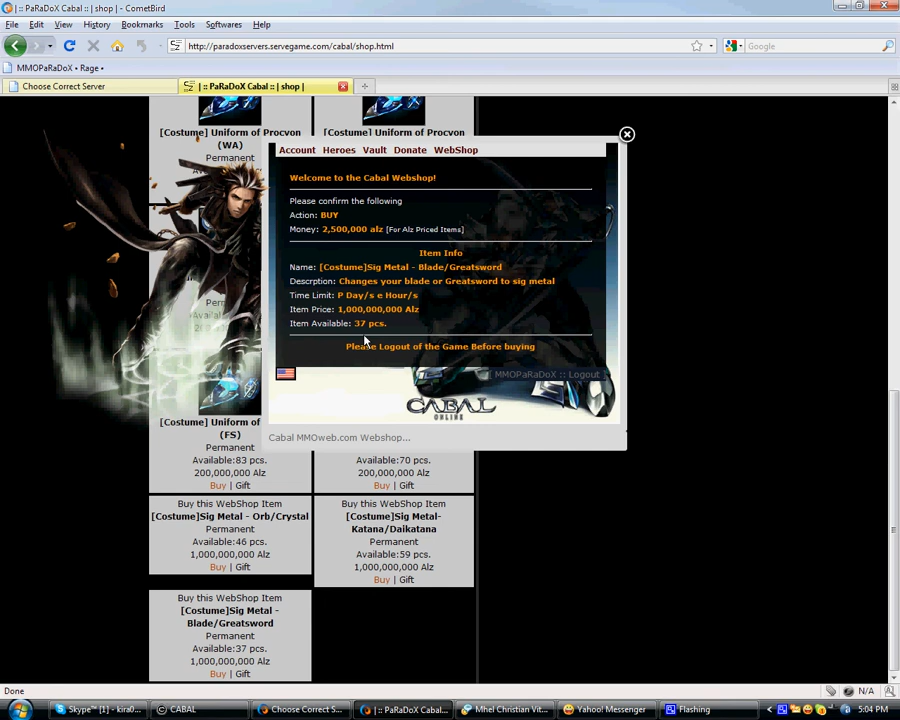 | :: PaRaDoX Cabal :: | shop | - CometBird
File Edit View History Bookmarks Tools Softwares Help
http://paradoxservers.servegame.com/cabal/shop.html
Google
MMOPaRaDoX • Rage •
Choose Correct Server
| :: PaRaDoX Cabal :: | shop |
[Costume] Uniform of Procyon
(WA)
Permanent
[Costume] Uniform of Procyon
Account Heroes Vault Donate WebShop
Welcome to the Cabal Webshop!
Please confirm the following
Action: BUY
Money: 2,500,000 alz [For Alz Priced Items]
Item Info
Name: [Costume]Sig Metal - Blade/Greatsword
Descrption: Changes your blade or Greatsword to sig metal
Time Limit: P Day/s e Hour/s
Item Price: 1,000,000,000 Alz
Item Available: 37 pcs.
Please Logout of the Game Before buying
[ MMOPaRaDoX :: Logout ]
CABAL
ONLINE
Cabal MMOweb.com Webshop...
[Costume] Uniform of
(FS)
Permanent
Available:83 pcs.
200,000,000 Alz
Buy | Gift
Available:70 pcs.
200,000,000 Alz
Buy | Gift
Buy this WebShop Item
[Costume]Sig Metal - Orb/Crystal
Permanent
Available:46 pcs.
1,000,000,000 Alz
Buy | Gift
Buy this WebShop Item
[Costume]Sig Metal-
Katana/Daikatana
Permanent
Available:59 pcs.
1,000,000,000 Alz
Buy | Gift
Buy this WebShop Item
[Costume]Sig Metal -
Blade/Greatsword
Permanent
Available:37 pcs.
1,000,000,000 Alz
Buy | Gift
Done
N/A
Skype™ [1] - kira0...
CABAL
Choose Correct S...
| :: PaRaDoX Cabal...
Mhel Christian Vit...
Yahoo! Messenger
Flashing
5:04 PM